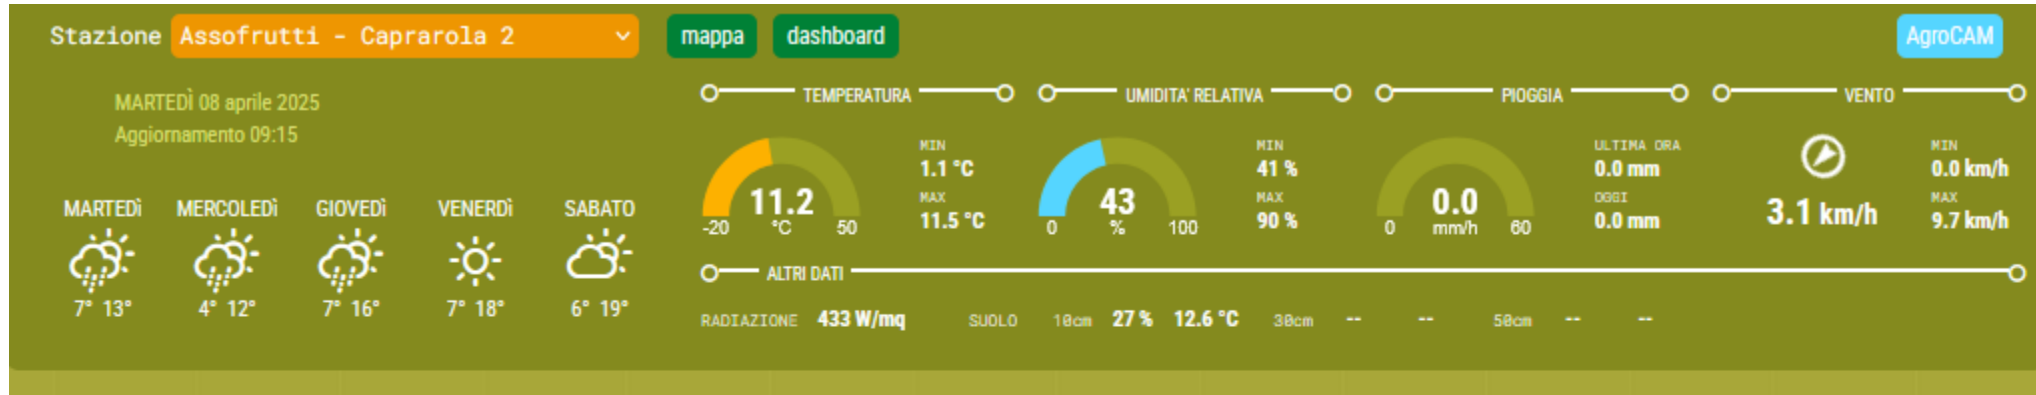 Stazione Assofrutti - Caprarola 2 mappa dashboard AgroCAM
MARTEDÌ 08 aprile 2025
Aggiornamento 09:15
MARTEDÌ MERCOLEDÌ GIOVEDÌ VENERDÌ SABATO
7° 13° 4° 12° 7° 16° 7° 18° 6° 19°
TEMPERATURA
11.2
°C
-20 50
MIN
1.1 °C
MAX
11.5 °C
UMIDITA' RELATIVA
43
%
0 100
MIN
41 %
MAX
90 %
PIOGGIA
0.0
mm/h
0 60
ULTIMA ORA
0.0 mm
OGGI
0.0 mm
VENTO
3.1 km/h
MIN
0.0 km/h
MAX
9.7 km/h
ALTRI DATI
RADIAZIONE 433 W/mq SUOLO 10cm 27 % 12.6 °C 30cm -- -- 50cm -- --